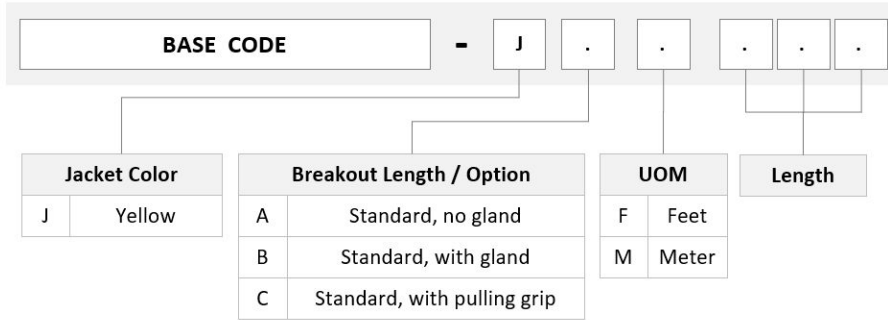 BASE CODE - J . . . . .
Jacket Color
J Yellow
Breakout Length / Option
A Standard, no gland
B Standard, with gland
C Standard, with pulling grip
UOM
F Feet
M Meter
Length